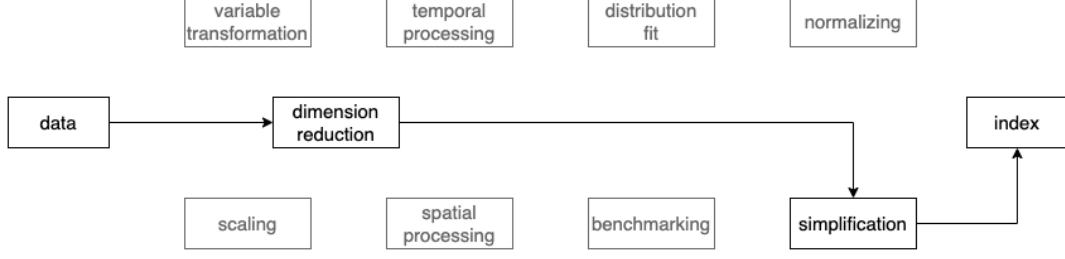 variable
transformation
temporal
processing
distribution
fit
normalizing
data
dimension
reduction
index
scaling
spatial
processing
benchmarking
simplification